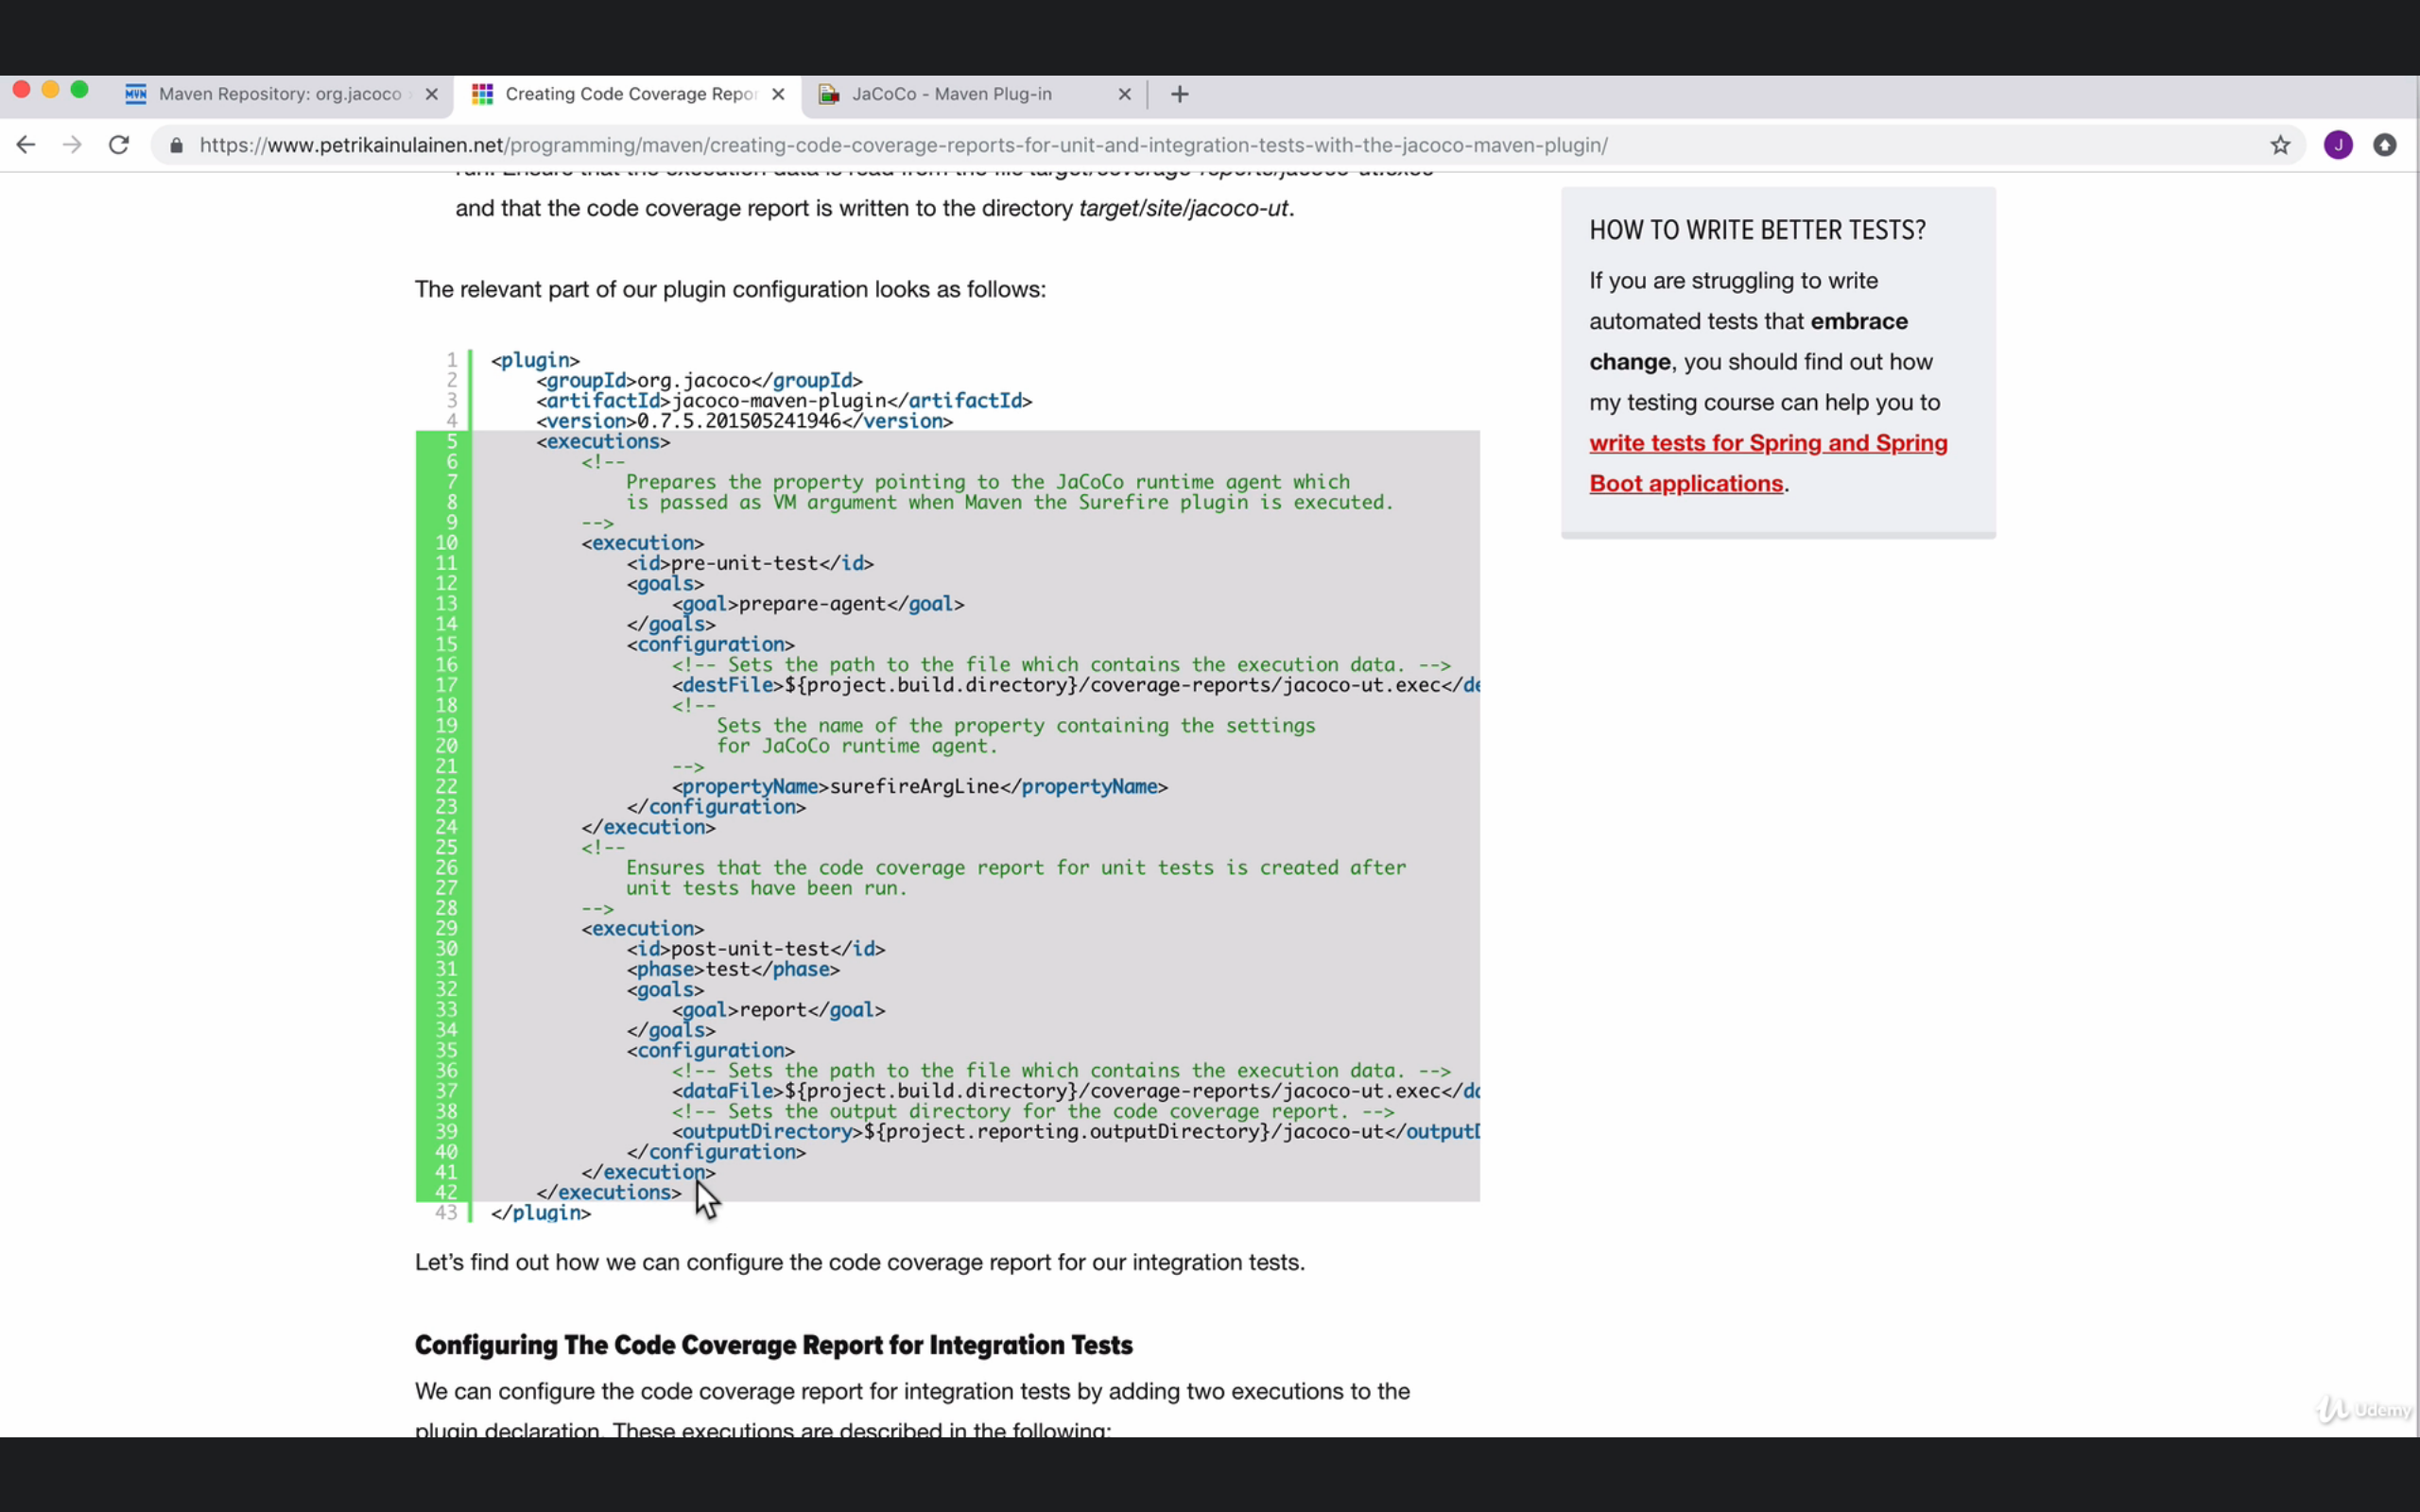 Maven Repository: org.jacoco
Creating Code Coverage Repor
JaCoCo - Maven Plug-in
https://www.petrikainulainen.net/programming/maven/creating-code-coverage-reports-for-unit-and-integration-tests-with-the-jacoco-maven-plugin/
J
run. Ensure that the execution data is read from the file target/coverage-reports/jacoco-ut.exec
and that the code coverage report is written to the directory target/site/jacoco-ut.
The relevant part of our plugin configuration looks as follows:
1 <plugin>
2 <groupId>org.jacoco</groupId>
3 <artifactId>jacoco-maven-plugin</artifactId>
4 <version>0.7.5.201505241946</version>
5 <executions>
6 <!--
7 Prepares the property pointing to the JaCoCo runtime agent which
8 is passed as VM argument when Maven the Surefire plugin is executed.
9 -->
10 <execution>
11 <id>pre-unit-test</id>
12 <goals>
13 <goal>prepare-agent</goal>
14 </goals>
15 <configuration>
16 <!-- Sets the path to the file which contains the execution data. -->
17 <destFile>${project.build.directory}/coverage-reports/jacoco-ut.exec</de
18 <!--
19 Sets the name of the property containing the settings
20 for JaCoCo runtime agent.
21 -->
22 <propertyName>surefireArgLine</propertyName>
23 </configuration>
24 </execution>
25 <!--
26 Ensures that the code coverage report for unit tests is created after
27 unit tests have been run.
28 -->
29 <execution>
30 <id>post-unit-test</id>
31 <phase>test</phase>
32 <goals>
33 <goal>report</goal>
34 </goals>
35 <configuration>
36 <!-- Sets the path to the file which contains the execution data. -->
37 <dataFile>${project.build.directory}/coverage-reports/jacoco-ut.exec</da
38 <!-- Sets the output directory for the code coverage report. -->
39 <outputDirectory>${project.reporting.outputDirectory}/jacoco-ut</outputD
40 </configuration>
41 </execution>
42 </executions>
43 </plugin>
Let's find out how we can configure the code coverage report for our integration tests.
Configuring The Code Coverage Report for Integration Tests
We can configure the code coverage report for integration tests by adding two executions to the
plugin declaration. These executions are described in the following:
HOW TO WRITE BETTER TESTS?
If you are struggling to write
automated tests that embrace
change, you should find out how
my testing course can help you to
write tests for Spring and Spring
Boot applications.
Udemy